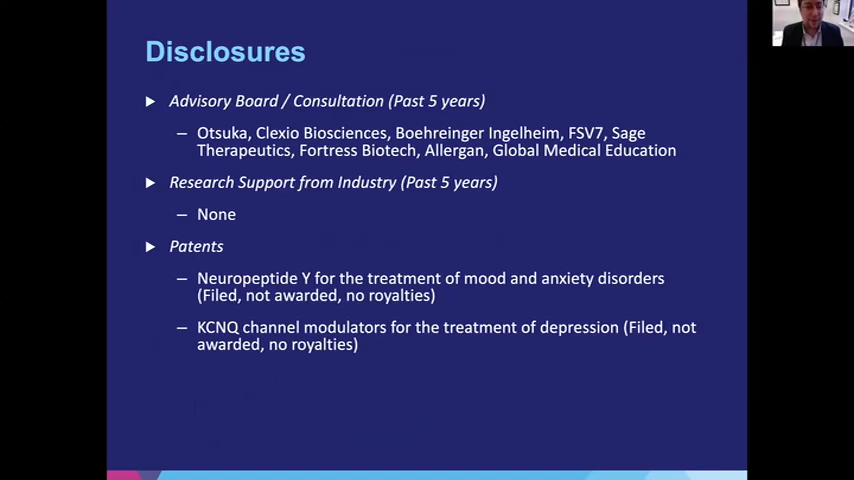 Disclosures
► Advisory Board / Consultation (Past 5 years)
– Otsuka, Clexio Biosciences, Boehreinger Ingelheim, FSV7, Sage
Therapeutics, Fortress Biotech, Allergan, Global Medical Education
► Research Support from Industry (Past 5 years)
– None
► Patents
– Neuropeptide Y for the treatment of mood and anxiety disorders
(Filed, not awarded, no royalties)
– KCNQ channel modulators for the treatment of depression (Filed, not
awarded, no royalties)